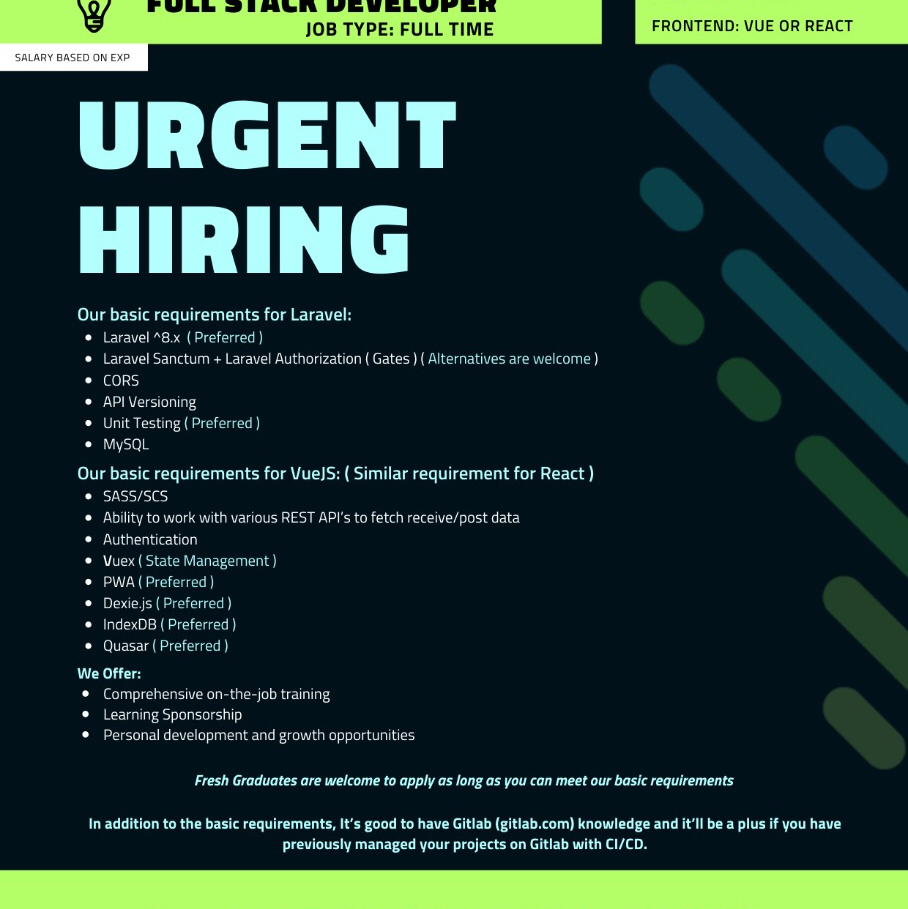 FULL STACK DEVELOPER
JOB TYPE: FULL TIME
FRONTEND: VUE OR REACT
SALARY BASED ON EXP
URGENT
HIRING
Our basic requirements for Laravel:
• Laravel ^8.x ( Preferred )
• Laravel Sanctum + Laravel Authorization ( Gates ) ( Alternatives are welcome )
• CORS
• API Versioning
• Unit Testing ( Preferred )
• MySQL
Our basic requirements for VueJS: ( Similar requirement for React )
• SASS/SCS
• Ability to work with various REST API's to fetch receive/post data
• Authentication
• Vuex ( State Management )
• PWA ( Preferred )
• Dexie.js ( Preferred )
• IndexDB ( Preferred )
• Quasar ( Preferred )
We Offer:
• Comprehensive on-the-job training
• Learning Sponsorship
• Personal development and growth opportunities
Fresh Graduates are welcome to apply as long as you can meet our basic requirements
In addition to the basic requirements, It's good to have Gitlab (gitlab.com) knowledge and it'll be a plus if you have
previously managed your projects on Gitlab with CI/CD.